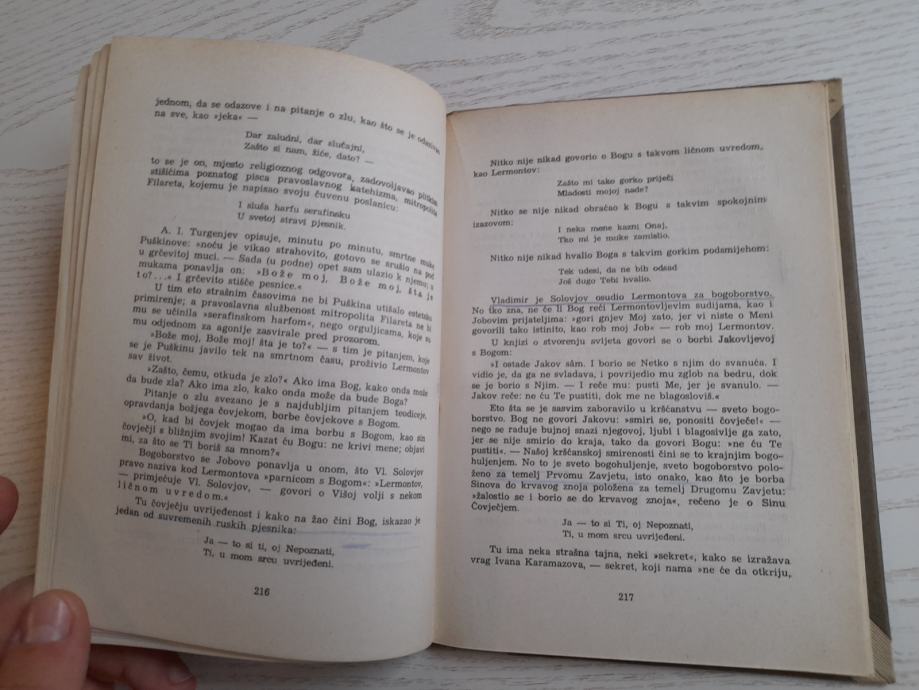 jednom, da se odazove i na pitanje o zlu, kao što se je odazivao
na sve, kao »jeka« —
Dar zaludni, dar slučajni,
Zašto si nam, žiće, dato? —
to se je on, mjesto religioznog odgovora, zadovoljavao pitkim
stišićima poznatog pisca pravoslavnog katehizma, mitropolita
Filareta, kojemu je napisao svoju čuvenu poslanicu:
I sluša harfu serafinsku
U svetoj stravi pjesnik.
A. I. Turgenjev opisuje, minutu po minutu, smrtne muke
Puškinove: »noću je vikao strahovito, gotovo se srušio na pod
u grčevitoj muci. — Sada (u podne) opet sam ulazio k njemu; u
mukama ponavlja on: »Bože moj, Bože moj, šta je
to?...« I grčevito stišće pesnice.«
U tim eto strašnim časovima ne bi Puškina utišalo estetsko
primirenje; a pravoslavna službenost mitropolita Filareta ne bi
mu se učinila »serafinskom harfom«, nego orguljicama, koje su
mu odjednom za agonije zasvirale pred prozorom.
»Bože moj, Bože moj! šta je to?« — s tim je pitanjem, koje
se je Puškinu javilo tek na smrtnom času, proživio Lermontov
sav život.
»Zašto, čemu, otkuda je zlo?« Ako ima Bog, kako onda može
da bude zla? Ako ima zlo, kako onda može da bude Boga?
Pitanje o zlu svezano je s najdubljim pitanjem teodiceje,
opravdanja božjega čovjekom, borbe čovjekove s Bogom.
»O, kad bi čovjek mogao da ima borbu s Bogom, kao sin
čovječji s bližnjim svojim! Kazat ću Bogu: ne krivi mene; objavi
mi, za što se Ti boriš sa mnom?«
Bogoborstvo se Jobovo ponavlja u onom, što Vl. Solovjov
pravo naziva kod Lermontova »parnicom s Bogom«: »Lermontov,
— primjećuje Vl. Solovjov, — govori o Višoj volji s nekom
ličnom uvredom.«
Tu čovječju uvrijeđenost i kako na žao čini Bog, iskazao je
jedan od suvremenih ruskih pjesnika:
Ja — to si ti, oj Nepoznati,
Ti, u mom srcu uvrijeđeni.
216
Nitko nije nikad govorio o Bogu s takvom ličnom uvredom,
kao Lermontov:
Zašto mi tako gorko priječi
Mladosti mojoj nade?
Nitko se nije nikad obraćao k Bogu s takvim spokojnim
izazovom:
I neka mene kazni Onaj,
Tko mi je muke zamislio.
Nitko nije nikad hvalio Boga s takvim gorkim podsmijehom:
Tek udesi, da ne bih odsad
Još dugo Tebi hvalio.
Vladimir je Solovjov osudio Lermontova za bogoborstvo.
No tko zna, ne će li Bog reći Lermontovljevim sudijama, kao i
Jobovim prijateljima: »gori gnjev Moj zato, jer vi niste o Meni
govorili tako istinito, kao rob moj Job« — rob moj Lermontov.
U knjizi o stvorenju svijeta govori se o borbi Jakovljevoj
s Bogom:
»I ostade Jakov sâm. I borio se Netko s njim do svanuća. I
vidio je, da ga ne svladava, i povrijedio mu zglob na bedru, dok
se je borio s Njim. — I reče mu: pusti Me, jer je svanulo. —
Jakov reče: ne ću Te pustiti, dok me ne blagosloviš.«
Eto šta se je sasvim zaboravilo u kršćanstvu — sveto bogo-
borstvo. Bog ne govori Jakovu: »smiri se, ponositi čovječe!« —
nego se raduje bujnoj snazi njegovoj, ljubi i blagosivlje ga zato,
jer se nije smirio do kraja, tako da govori Bogu: »ne ću Te
pustiti«. — Našoj kršćanskoj smirenosti čini se to krajnjim bogo-
huljenjem. No to je sveto bogohuljenje, sveto bogoborstvo polo-
ženo za temelj Prvomu Zavjetu, isto onako, kao što je borba
Sinova do krvavog znoja položena za temelj Drugomu Zavjetu:
»žalostio se i borio se do krvavog znoja«, rečeno je o Sinu
Čovječjem.
Ja — to si Ti, oj Nepoznati,
Ti, u mom srcu uvrijeđeni.
Tu ima neka strašna tajna, neki »sekret«, kako se izražava
vrag Ivana Karamazova, — sekret, koji nama »ne će da otkriju,
217